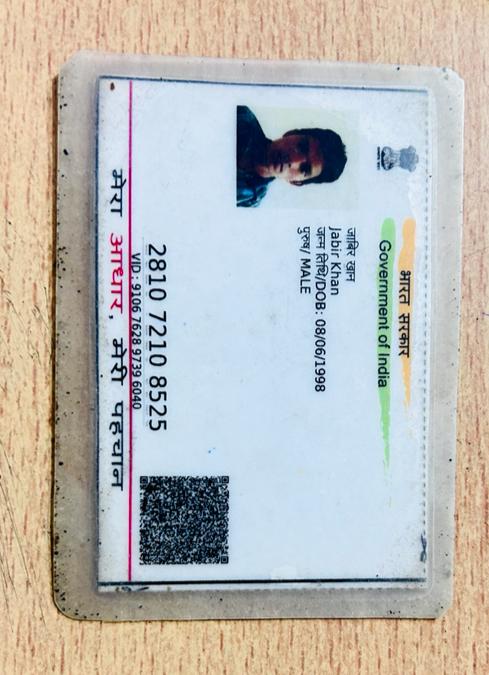 भारत सरकार
Government of India
जाबिर खान
Jabir Khan
जन्म तिथि/DOB: 08/06/1998
पुरुष/ MALE
2810 7210 8525
VID : 9106 7628 9739 6040
मेरा आधार, मेरी पहचान